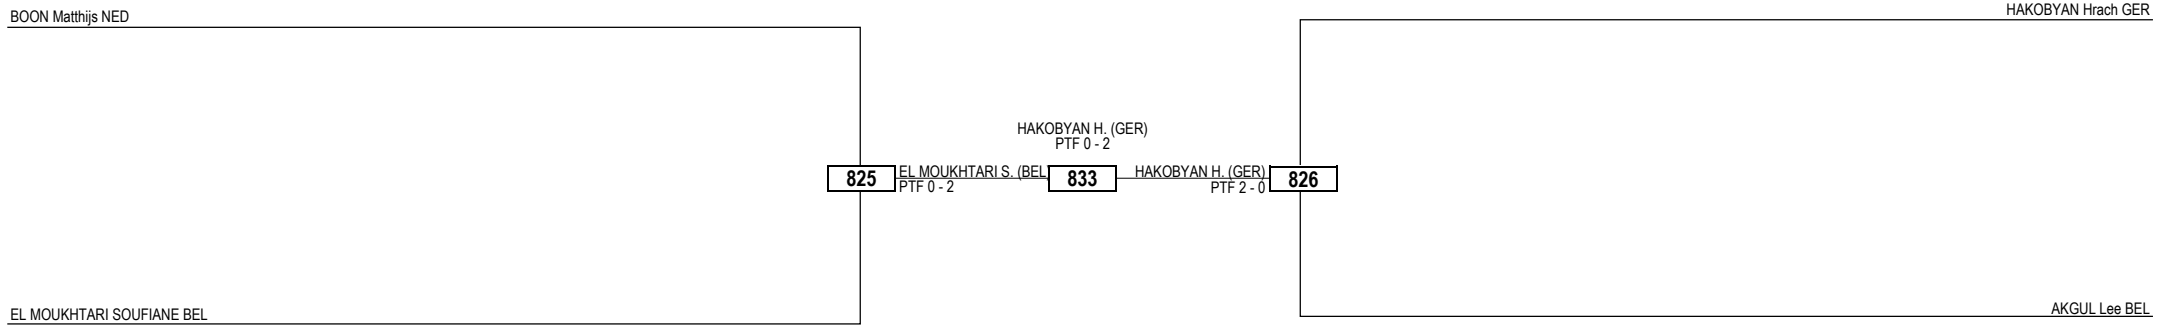 BOON Matthijs NED
HAKOBYAN Hrach GER
HAKOBYAN H. (GER)
PTF 0 - 2
825
EL MOUKHTARI S. (BEL)
PTF 0 - 2
833
HAKOBYAN H. (GER)
PTF 2 - 0
826
EL MOUKHTARI SOUFIANE BEL
AKGUL Lee BEL